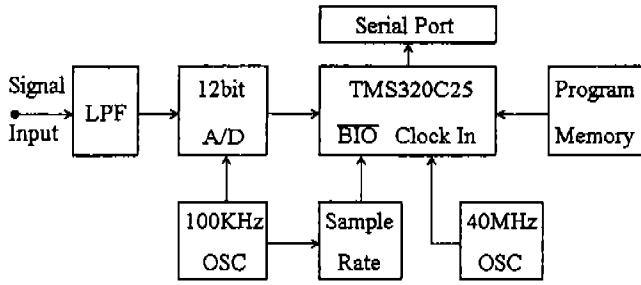 Serial Port
Signal
Input
LPF
12bit
A/D
TMS320C25
BIO Clock In
Program
Memory
100KHz
OSC
Sample
Rate
40MHz
OSC